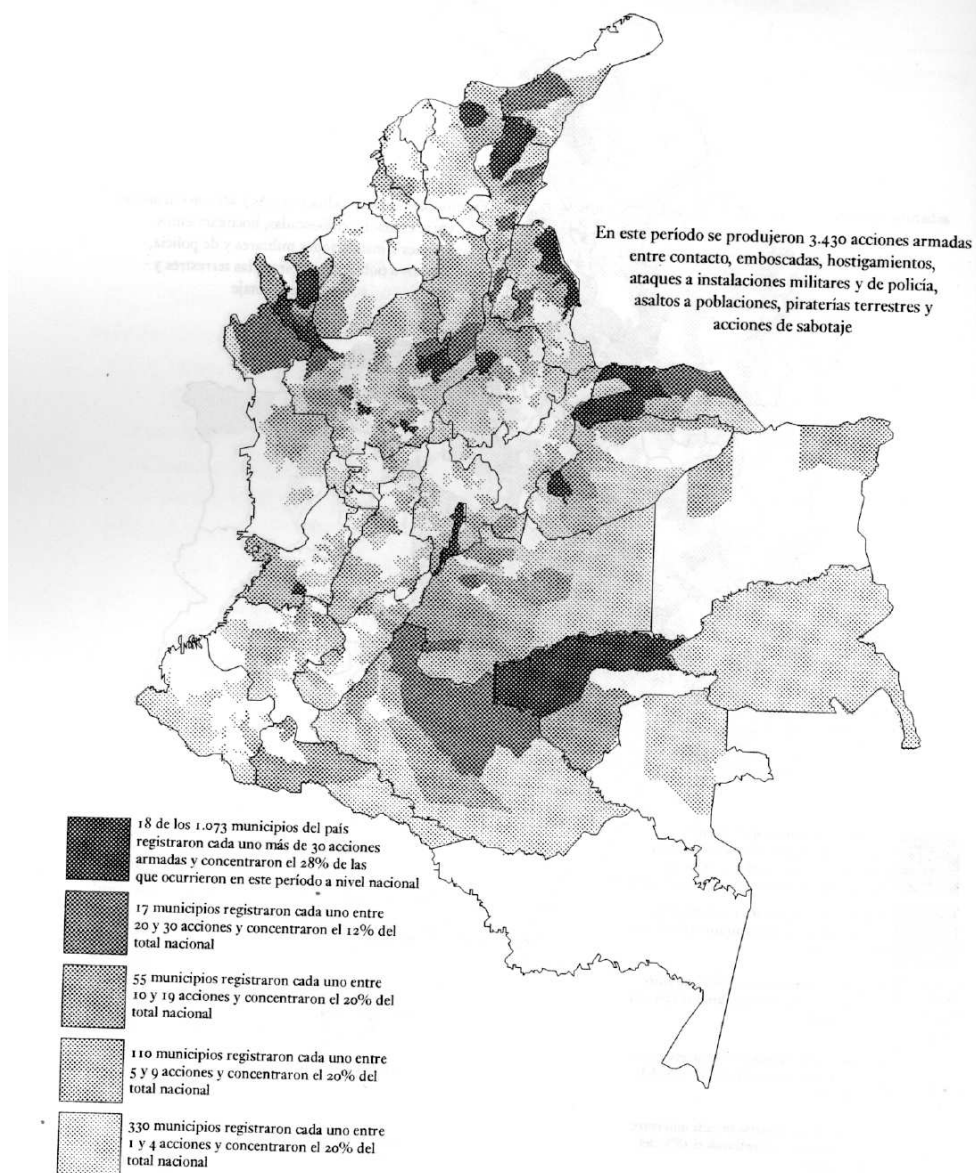 En este período se produjeron 3.430 acciones armadas
entre contacto, emboscadas, hostigamientos,
ataques a instalaciones militares y de policía,
asaltos a poblaciones, piraterías terrestres y
acciones de sabotaje
18 de los 1.073 municipios del país
registraron cada uno más de 30 acciones
armadas y concentraron el 28% de las
que ocurrieron en este período a nivel nacional
17 municipios registraron cada uno entre
20 y 30 acciones y concentraron el 12% del
total nacional
55 municipios registraron cada uno entre
10 y 19 acciones y concentraron el 20% del
total nacional
110 municipios registraron cada uno entre
5 y 9 acciones y concentraron el 20% del
total nacional
330 municipios registraron cada uno entre
1 y 4 acciones y concentraron el 20% del
total nacional